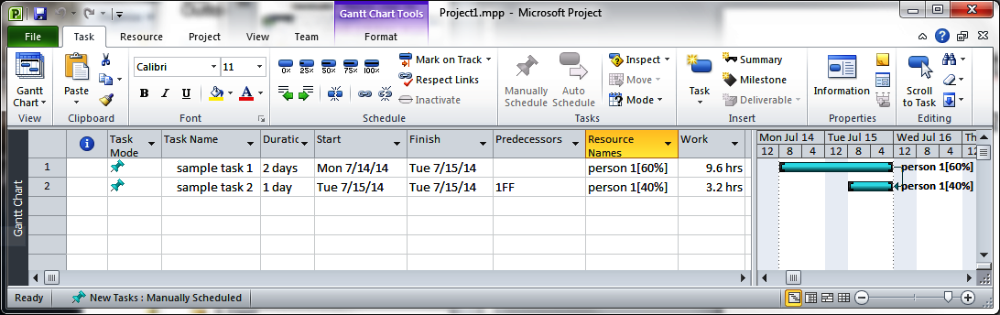 Gantt Chart Tools Project1.mpp - Microsoft Project
File Task Resource Project View Team Format
Gantt Chart
View
Paste
Clipboard
Calibri 11
B I U A
Font
0% 25% 50% 75% 100%
Mark on Track
Respect Links
Inactivate
Schedule
Manually Schedule
Auto Schedule
Inspect
Move
Mode
Tasks
Task
Summary
Milestone
Deliverable
Insert
Information
Properties
Scroll to Task
Editing
Task Mode Task Name Duratic Start Finish Predecessors Resource Names Work
Mon Jul 14 Tue Jul 15 Wed Jul 16 Th
12 8 4 12 8 4 12 8 4 12
1 sample task 1 2 days Mon 7/14/14 Tue 7/15/14 person 1[60%] 9.6 hrs person 1[60%]
2 sample task 2 1 day Tue 7/15/14 Tue 7/15/14 1FF person 1[40%] 3.2 hrs person 1[40%]
Gantt Chart
Ready New Tasks : Manually Scheduled